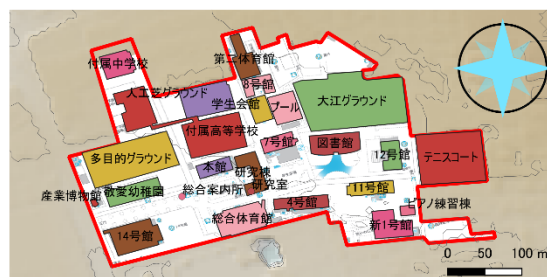 第二体育館
付属中学校
8号館
人工芝グラウンド
学生会館
プール
大江グラウンド
付属高等学校
7号館
図書館
12号館
テニスコート
多目的グラウンド
本館
研究棟
研究室
産業博物館
敬愛幼稚園
総合案内所
11号館
4号館
ピアノ練習棟
総合体育館
新1号館
14号館
0 50 100 m